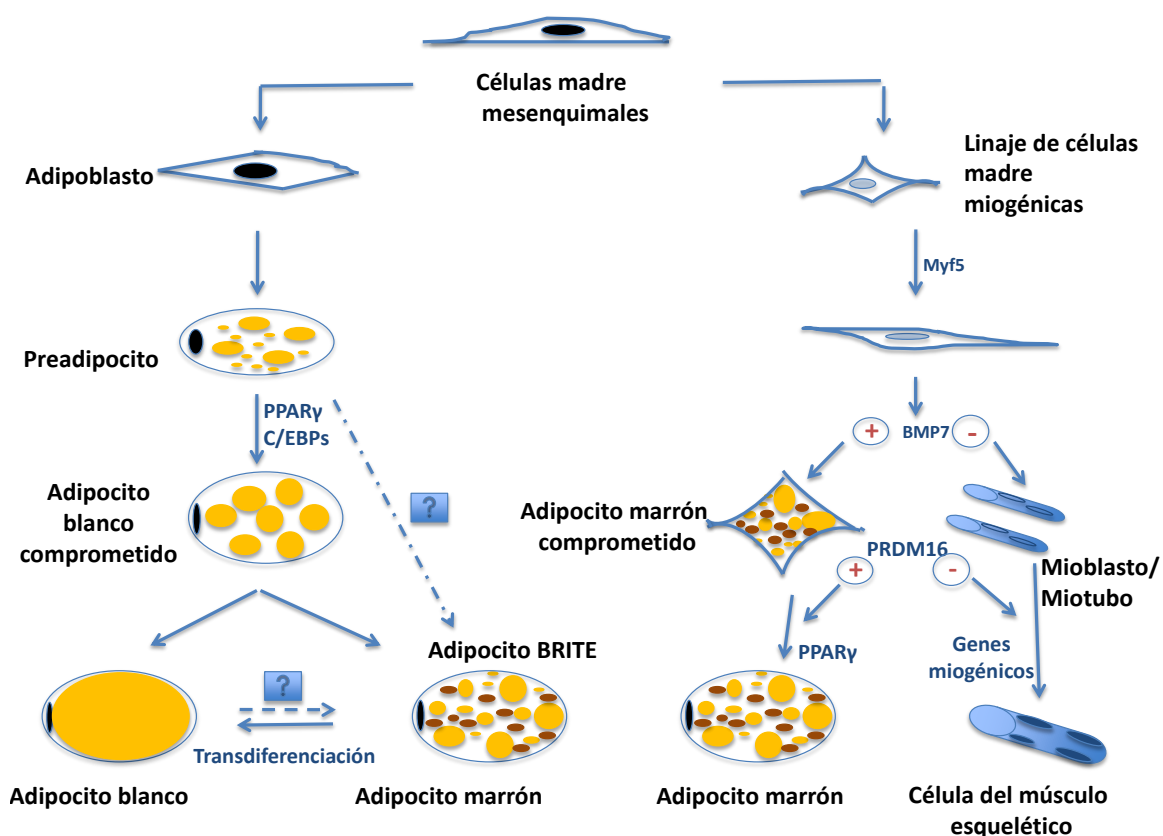 Células madre
mesenquimales
Adipoblasto
Linaje de células
madre
miogénicas
Myf5
Preadipocito
PPARγ
C/EBPs
+
BMP7
-
Adipocito
blanco
comprometido
?
Adipocito marrón
comprometido
PRDM16
+
-
Mioblasto/
Miotubo
Adipocito BRITE
PPARγ
Genes
miogénicos
?
Transdiferenciación
Adipocito blanco
Adipocito marrón
Adipocito marrón
Célula del músculo
esquelético